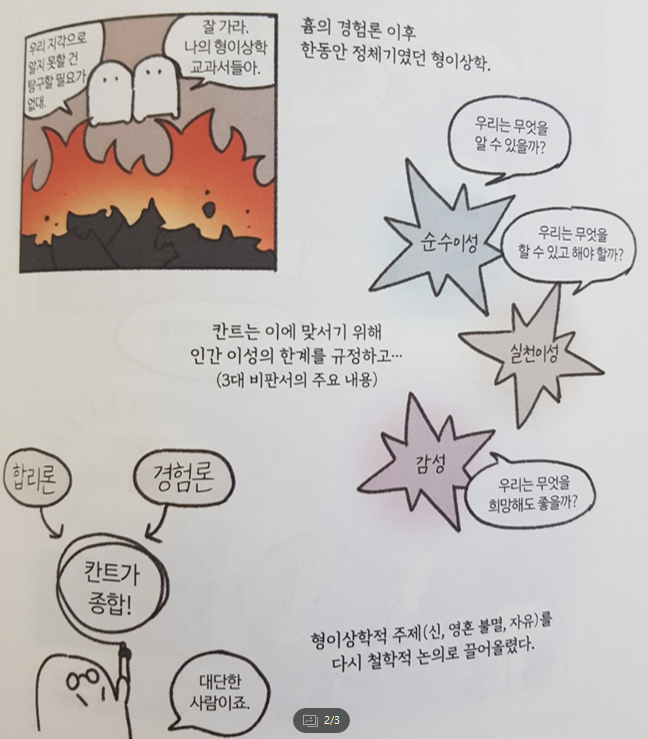 우리 지각으로
알지 못할 건
탐구할 필요가
없대.
잘 가라.
나의 형이상학
교과서들아.
흄의 경험론 이후
한동안 정체기였던 형이상학.
우리는 무엇을
알 수 있을까?
순수이성
우리는 무엇을
할 수 있고 해야 할까?
실천이성
칸트는 이에 맞서기 위해
인간 이성의 한계를 규정하고…
(3대 비판서의 주요 내용)
감성
우리는 무엇을
희망해도 좋을까?
합리론
경험론
칸트가
종합!
대단한
사람이죠.
형이상학적 주제(신, 영혼 불멸, 자유)를
다시 철학적 논의로 끌어올렸다.
2/3